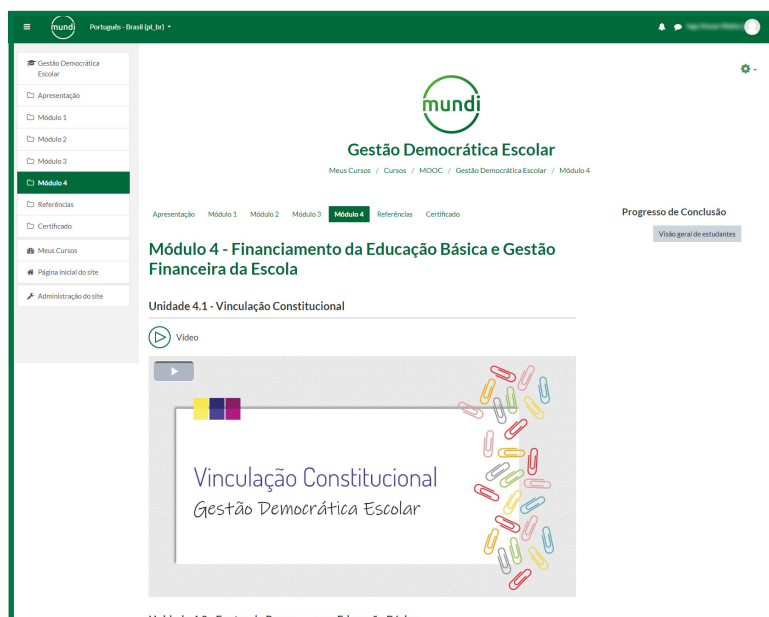 mundi
Português - Brasil (pt_br)
Gestão Democrática
Escolar
Apresentação
Módulo 1
Módulo 2
Módulo 3
Módulo 4
Referências
Certificado
Meus Cursos
Página inicial do site
Administração do site
mundi
Gestão Democrática Escolar
Meus Cursos / Cursos / MOOC / Gestão Democrática Escolar / Módulo 4
Apresentação Módulo 1 Módulo 2 Módulo 3 Módulo 4 Referências Certificado
Progresso de Conclusão
Visão geral de estudantes
Módulo 4 - Financiamento da Educação Básica e Gestão
Financeira da Escola
Unidade 4.1 - Vinculação Constitucional
Vídeo
Vinculação Constitucional
Gestão Democrática Escolar